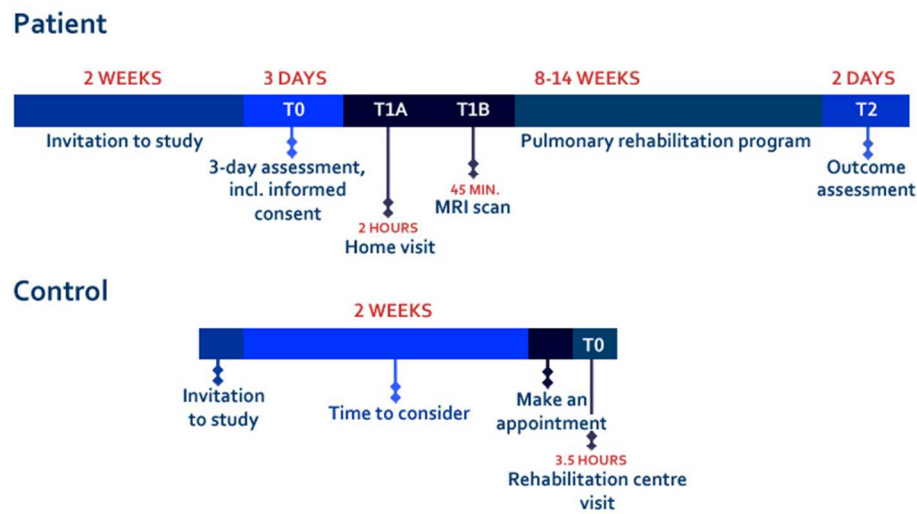 Patient
2 WEEKS
3 DAYS
8-14 WEEKS
2 DAYS
T0
T1A
T1B
T2
Invitation to study
3-day assessment,
incl. informed
consent
2 HOURS
Home visit
45 MIN.
MRI scan
Pulmonary rehabilitation program
Outcome
assessment
Control
2 WEEKS
T0
Invitation
to study
Time to consider
Make an
appointment
3.5 HOURS
Rehabilitation centre
visit